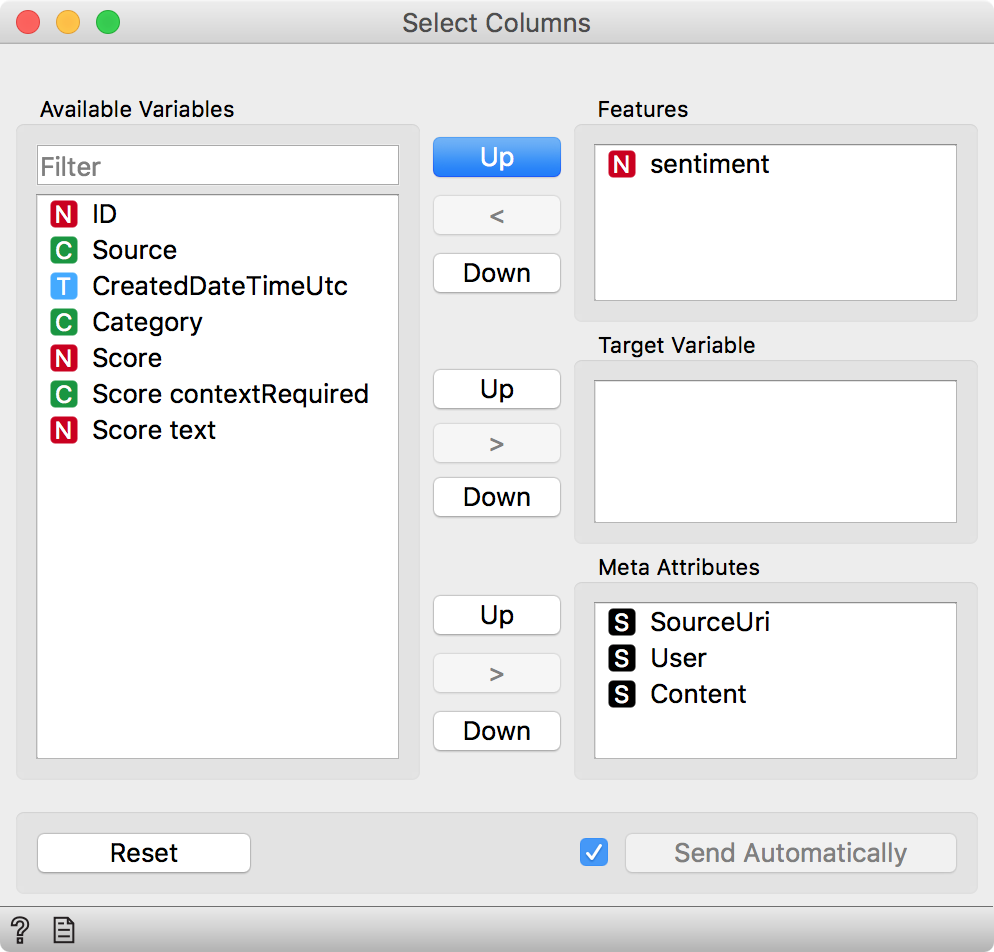 Select Columns
Available Variables
Filter
N ID
C Source
T CreatedDateTimeUtc
C Category
N Score
C Score contextRequired
N Score text
Up
<
Down
Up
>
Down
Up
>
Down
Features
N sentiment
Target Variable
Meta Attributes
S SourceUri
S User
S Content
Reset
Send Automatically
?